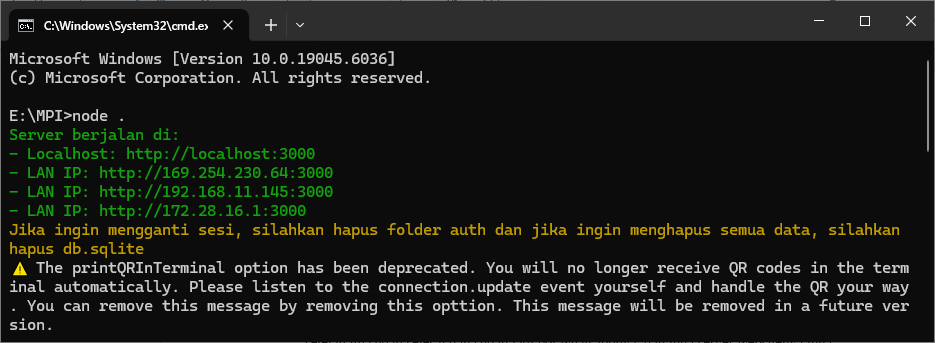 C:\Windows\System32\cmd.ex
Microsoft Windows [Version 10.0.19045.6036]
(c) Microsoft Corporation. All rights reserved.
E:\MPI>node .
Server berjalan di:
- Localhost: http://localhost:3000
- LAN IP: http://169.254.230.64:3000
- LAN IP: http://192.168.11.145:3000
- LAN IP: http://172.28.16.1:3000
Jika ingin mengganti sesi, silahkan hapus folder auth dan jika ingin menghapus semua data, silahkan
hapus db.sqlite
⚠️ The printQRInTerminal option has been deprecated. You will no longer receive QR codes in the term
inal automatically. Please listen to the connection.update event yourself and handle the QR your way
. You can remove this message by removing this opttion. This message will be removed in a future ver
sion.